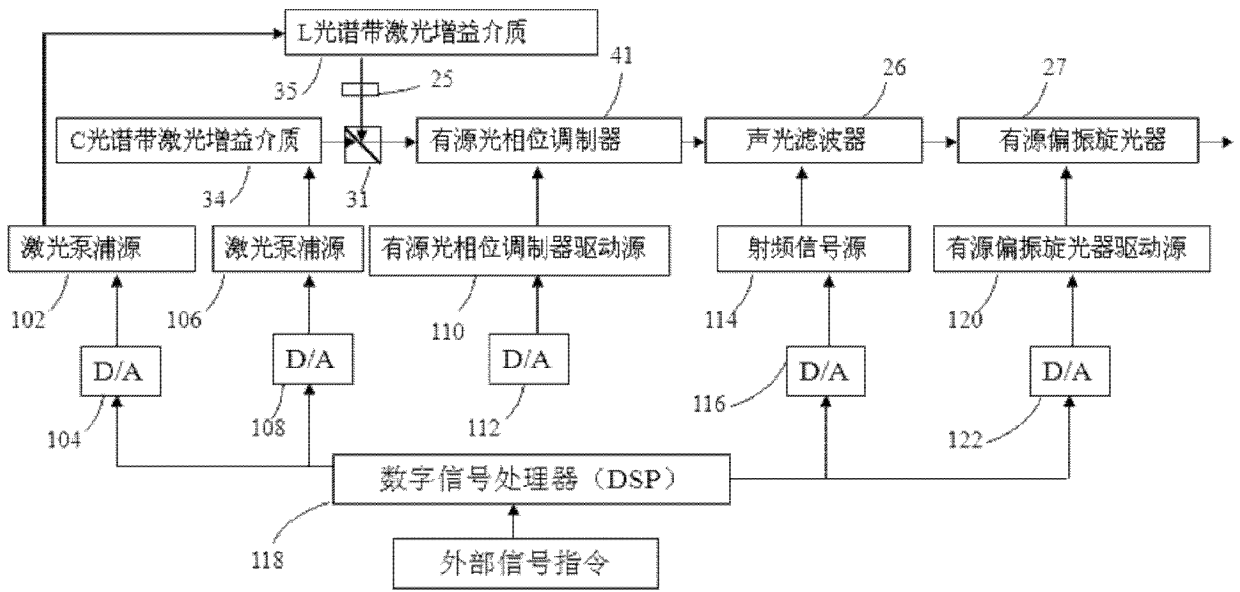 L光谱带激光增益介质
35
25
41
26
27
C光谱带激光增益介质
有源光相位调制器
声光滤波器
有源偏振旋光器
34
31
激光泵浦源
激光泵浦源
有源光相位调制器驱动源
射频信号源
有源偏振旋光器驱动源
102
106
110
114
120
D/A
D/A
D/A
D/A
D/A
104
108
112
116
122
数字信号处理器（DSP）
118
外部信号指令